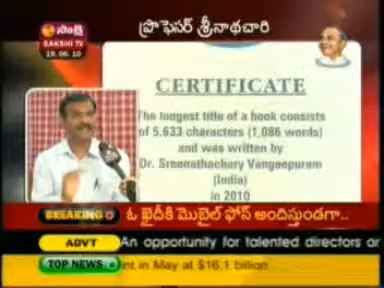 సాక్షి
SAKSHI TV
19.06.10
ప్రొఫెసర్ శ్రీనాథచారి
CERTIFICATE
The longest title of a book consists
of 5,633 characters (1,086 words)
and was written by
Dr. Sreenathachary Vangeepuram
(India)
in 2010
BREAKING
ఓ ఖైదీకి మొబైల్ ఫోన్ అందిస్తుండగా..
ADVT
An opportunity for talented directors ar
TOP NEWS
nt in May at $16.1 billion